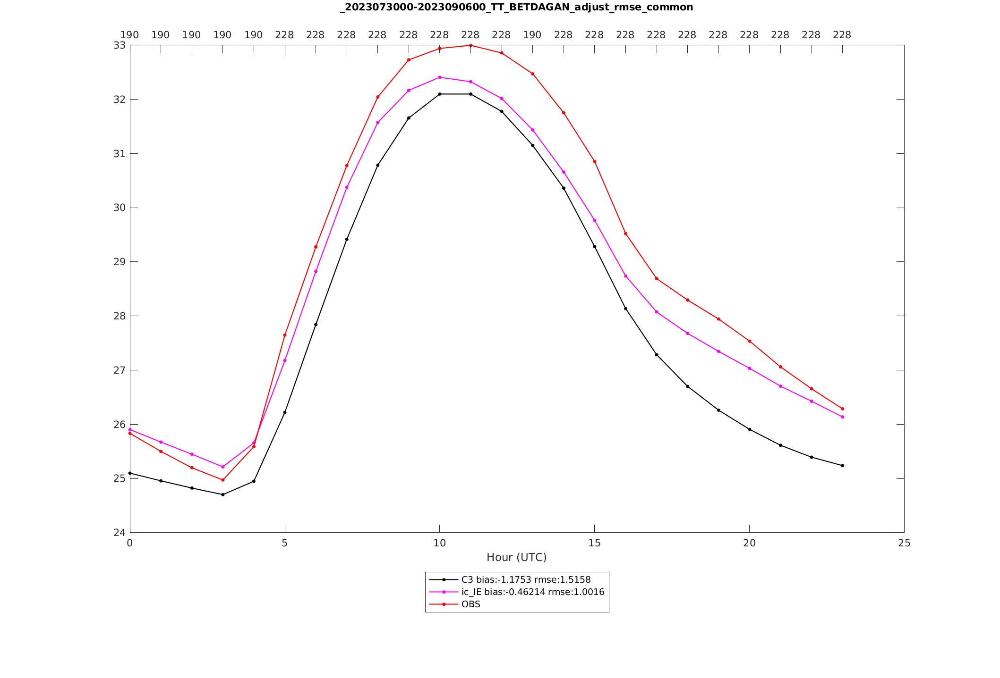 _2023073000-2023090600_TT_BETDAGAN_adjust_rmse_common
190 190 190 190 190 228 228 228 228 228 228 228 228 190 228 228 228 228 228 228 228 228 228 228
33
32
31
30
29
28
27
26
25
24
0 5 10 15 20 25
Hour (UTC)
C3 bias:-1.1753 rmse:1.5158
ic_IE bias:-0.46214 rmse:1.0016
OBS